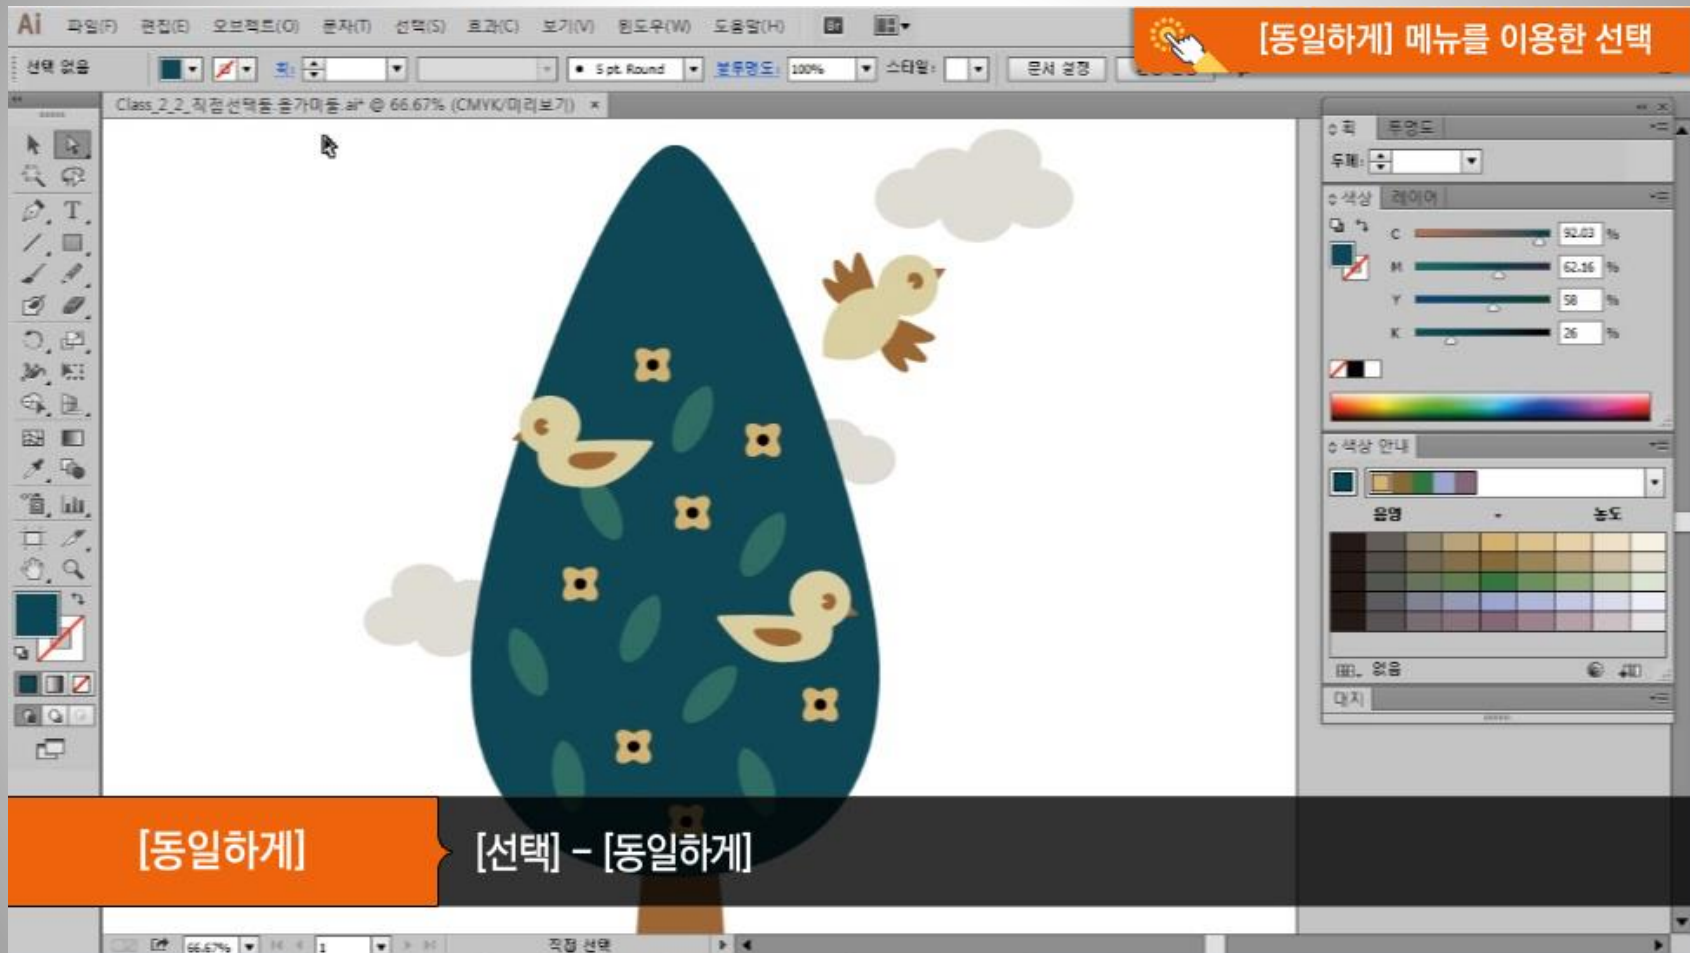 Ai 파일(F) 편집(E) 오브젝트(O) 문자(T) 선택(S) 효과(C) 보기(V) 윈도우(W) 도움말(H) Br
[동일하게] 메뉴를 이용한 선택
선택 없음 획: 5 pt. Round 불투명도: 100% 스타일: 문서 설정
Class_2_2_직접선택툴.올가미툴.ai* @ 66.67% (CMYK/미리보기) ×
획 투명도
두께:
색상 레이어
C 92.03 %
M 62.16 %
Y 58 %
K 26 %
색상 안내
음영 - 농도
없음
대지
[동일하게]
[선택] – [동일하게]
66.67% 1 직접 선택